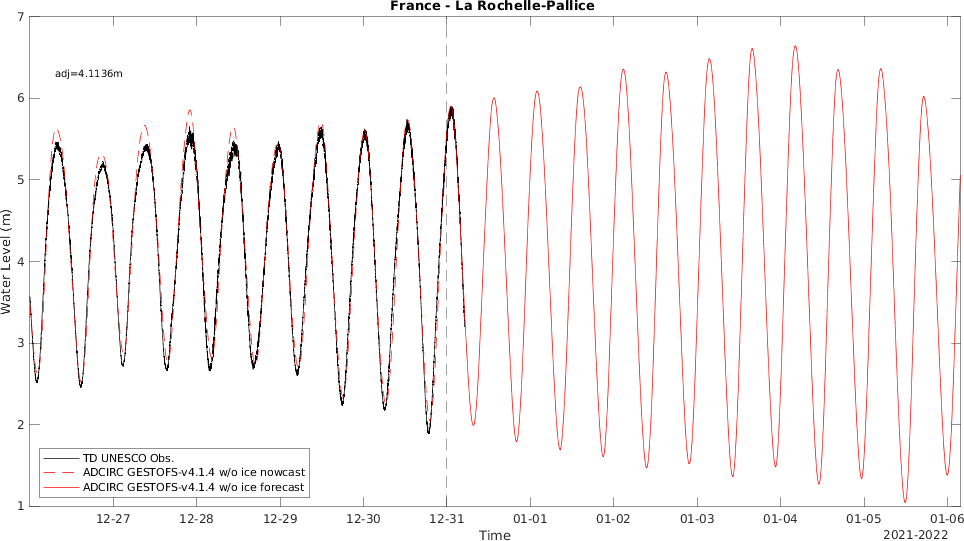 France - La Rochelle-Pallice
7
6
5
4
3
2
1
Water Level (m)
adj=4.1136m
TD UNESCO Obs.
ADCIRC GESTOFS-v4.1.4 w/o ice nowcast
ADCIRC GESTOFS-v4.1.4 w/o ice forecast
12-27 12-28 12-29 12-30 12-31 01-01 01-02 01-03 01-04 01-05 01-06
Time
2021-2022